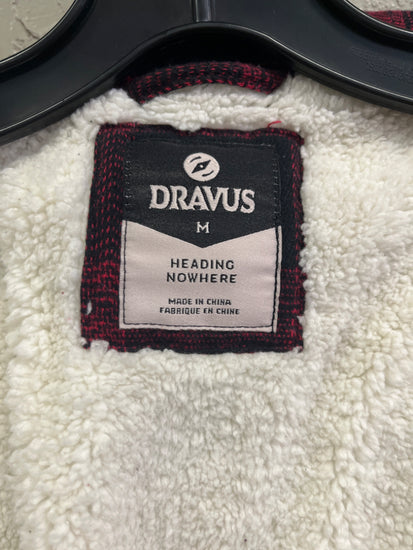 DRAVUS
M
HEADING
NOWHERE
MADE IN CHINA
FABRIQUE EN CHINE